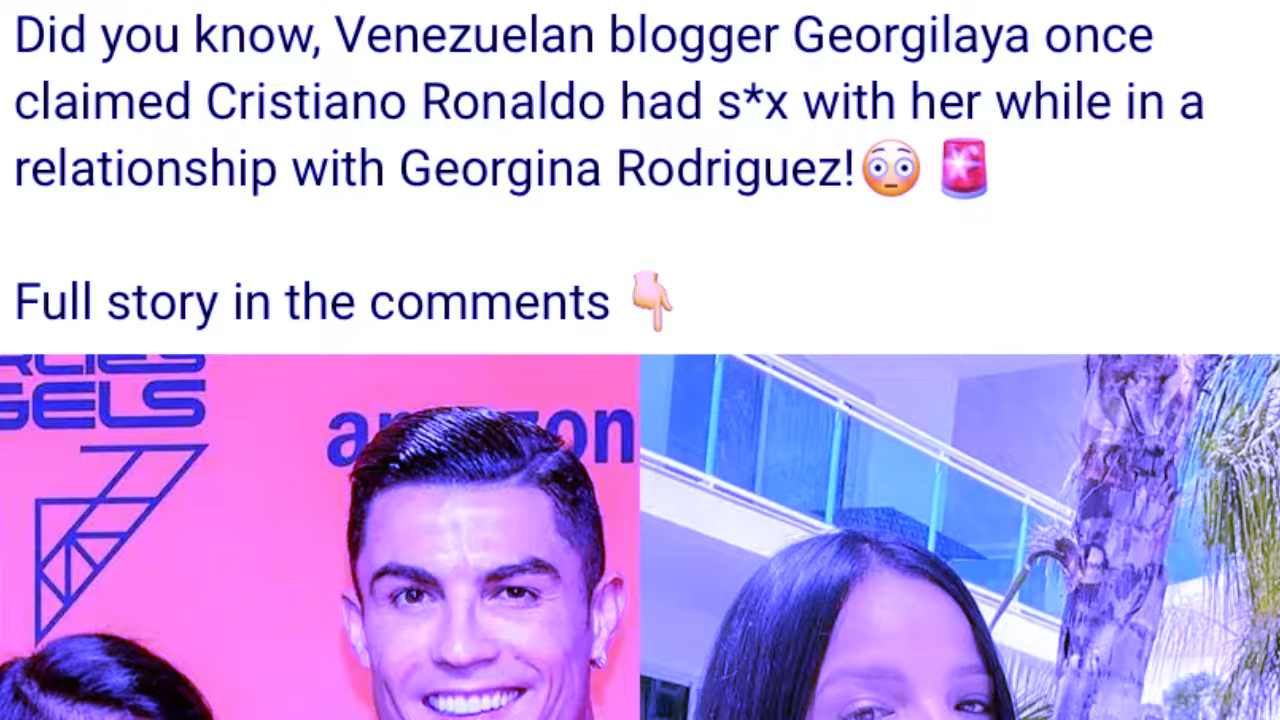 Did you know, Venezuelan blogger Georgilaya once
claimed Cristiano Ronaldo had s*x with her while in a
relationship with Georgina Rodriguez!😳 🚨
Full story in the comments 👇🏻
GELS